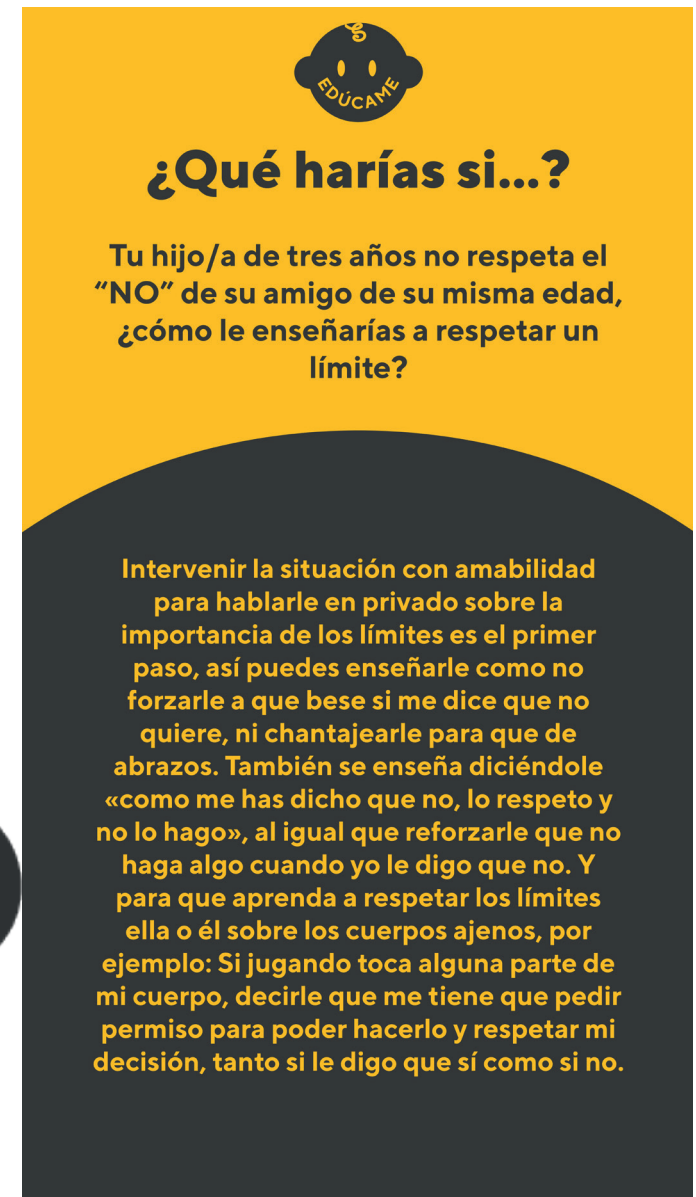 EDÚCAME
¿Qué harías si...?
Tu hijo/a de tres años no respeta el
“NO” de su amigo de su misma edad,
¿cómo le enseñarías a respetar un
límite?
Intervenir la situación con amabilidad
para hablarle en privado sobre la
importancia de los límites es el primer
paso, así puedes enseñarle como no
forzarle a que bese si me dice que no
quiere, ni chantajearle para que de
abrazos. También se enseña diciéndole
«como me has dicho que no, lo respeto y
no lo hago», al igual que reforzarle que no
haga algo cuando yo le digo que no. Y
para que aprenda a respetar los límites
ella o él sobre los cuerpos ajenos, por
ejemplo: Si jugando toca alguna parte de
mi cuerpo, decirle que me tiene que pedir
permiso para poder hacerlo y respetar mi
decisión, tanto si le digo que sí como si no.